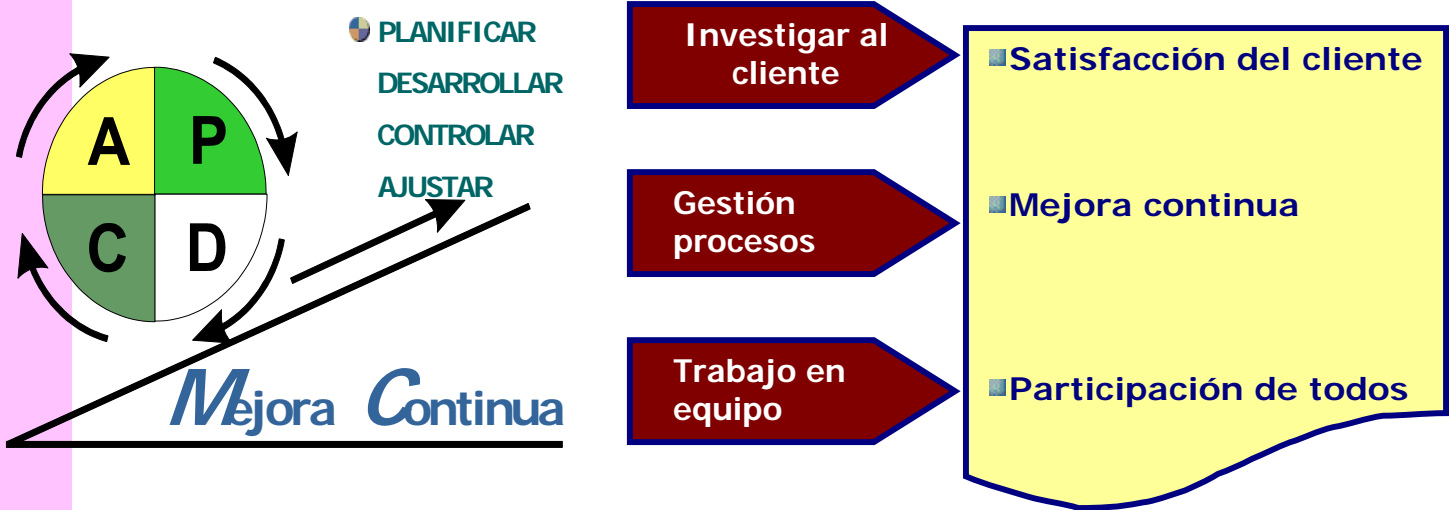 PLANIFICAR
DESARROLLAR
CONTROLAR
AJUSTAR
A P
C D
Mejora Continua
Investigar al
cliente
Gestión
procesos
Trabajo en
equipo
Satisfacción del cliente
Mejora continua
Participación de todos